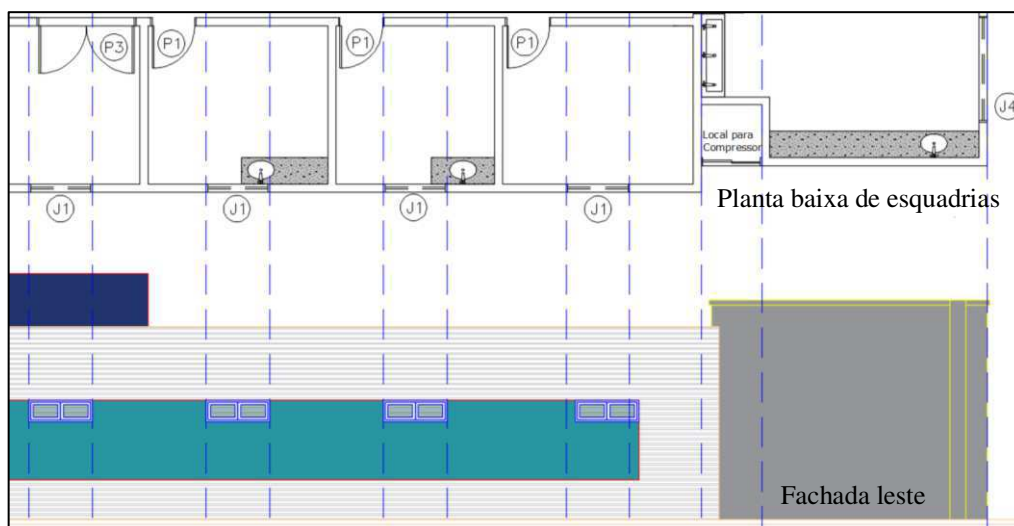 P3
P1
P1
P1
J4
Local para
Compressor
Planta baixa de esquadrias
J1
J1
J1
J1
Fachada leste